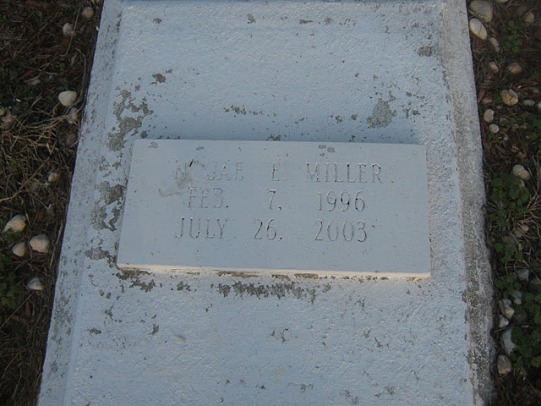 E. MILLER
FEB. 7, 1996
JULY 26, 2003